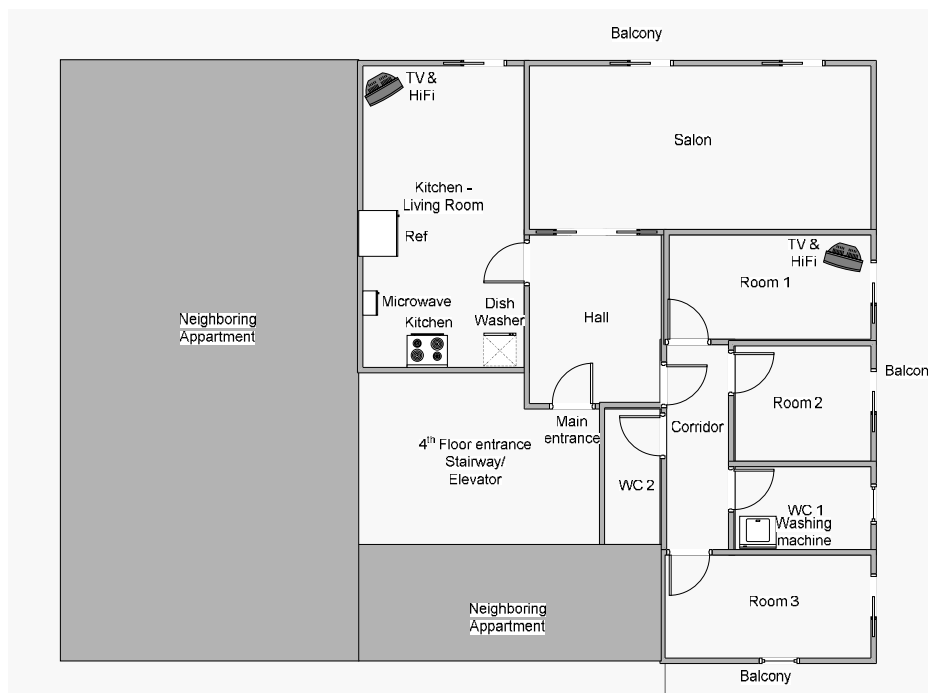 Balcony
TV &
HiFi
Salon
Kitchen -
Living Room
Ref
TV &
HiFi
Room 1
Microwave
Kitchen
Dish
Washer
Hall
Neighboring
Appartment
Balcon
Room 2
Main
entrance
Corridor
4th Floor entrance
Stairway/
Elevator
WC 2
WC 1
Washing
machine
Neighboring
Appartment
Room 3
Balcony